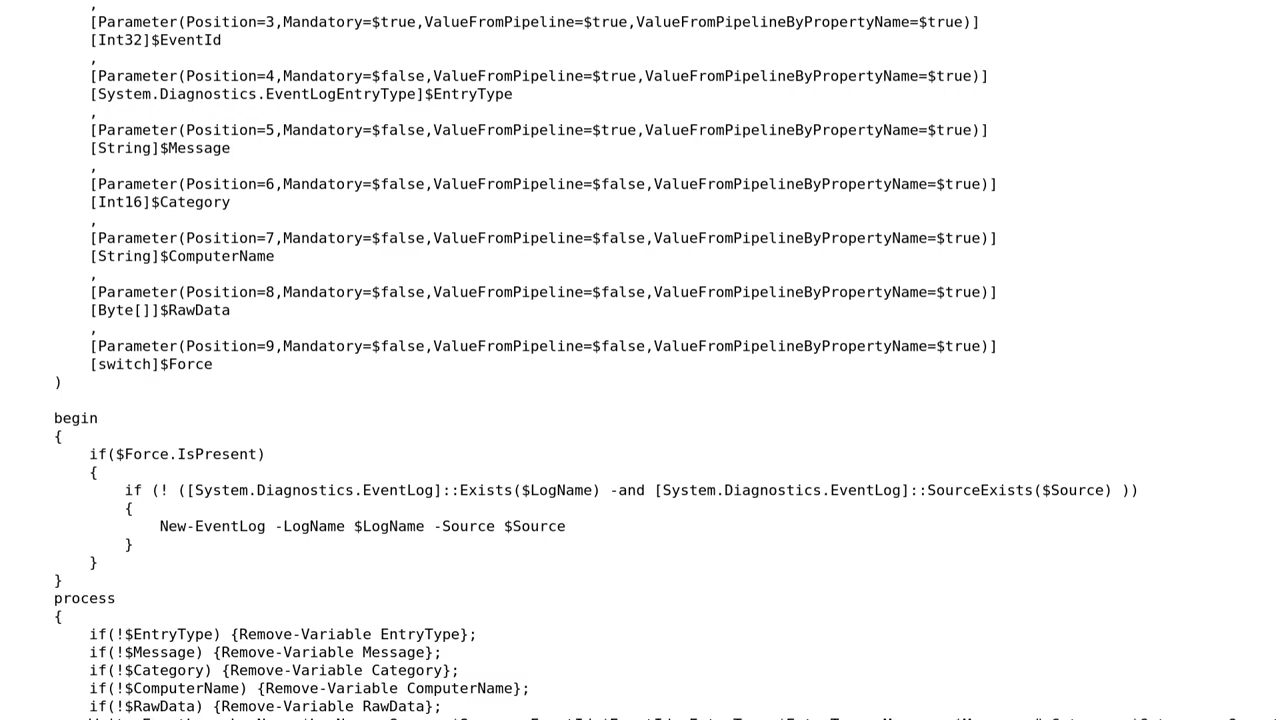 ,
[Parameter(Position=3,Mandatory=$true,ValueFromPipeline=$true,ValueFromPipelineByPropertyName=$true)]
[Int32]$EventId
,
[Parameter(Position=4,Mandatory=$false,ValueFromPipeline=$true,ValueFromPipelineByPropertyName=$true)]
[System.Diagnostics.EventLogEntryType]$EntryType
,
[Parameter(Position=5,Mandatory=$false,ValueFromPipeline=$true,ValueFromPipelineByPropertyName=$true)]
[String]$Message
,
[Parameter(Position=6,Mandatory=$false,ValueFromPipeline=$false,ValueFromPipelineByPropertyName=$true)]
[Int16]$Category
,
[Parameter(Position=7,Mandatory=$false,ValueFromPipeline=$false,ValueFromPipelineByPropertyName=$true)]
[String]$ComputerName
,
[Parameter(Position=8,Mandatory=$false,ValueFromPipeline=$false,ValueFromPipelineByPropertyName=$true)]
[Byte[]]$RawData
,
[Parameter(Position=9,Mandatory=$false,ValueFromPipeline=$false,ValueFromPipelineByPropertyName=$true)]
[switch]$Force
)
begin
{
if($Force.IsPresent)
{
if (! ([System.Diagnostics.EventLog]::Exists($LogName) -and [System.Diagnostics.EventLog]::SourceExists($Source) ))
{
New-EventLog -LogName $LogName -Source $Source
}
}
}
process
{
if(!$EntryType) {Remove-Variable EntryType};
if(!$Message) {Remove-Variable Message};
if(!$Category) {Remove-Variable Category};
if(!$ComputerName) {Remove-Variable ComputerName};
if(!$RawData) {Remove-Variable RawData};